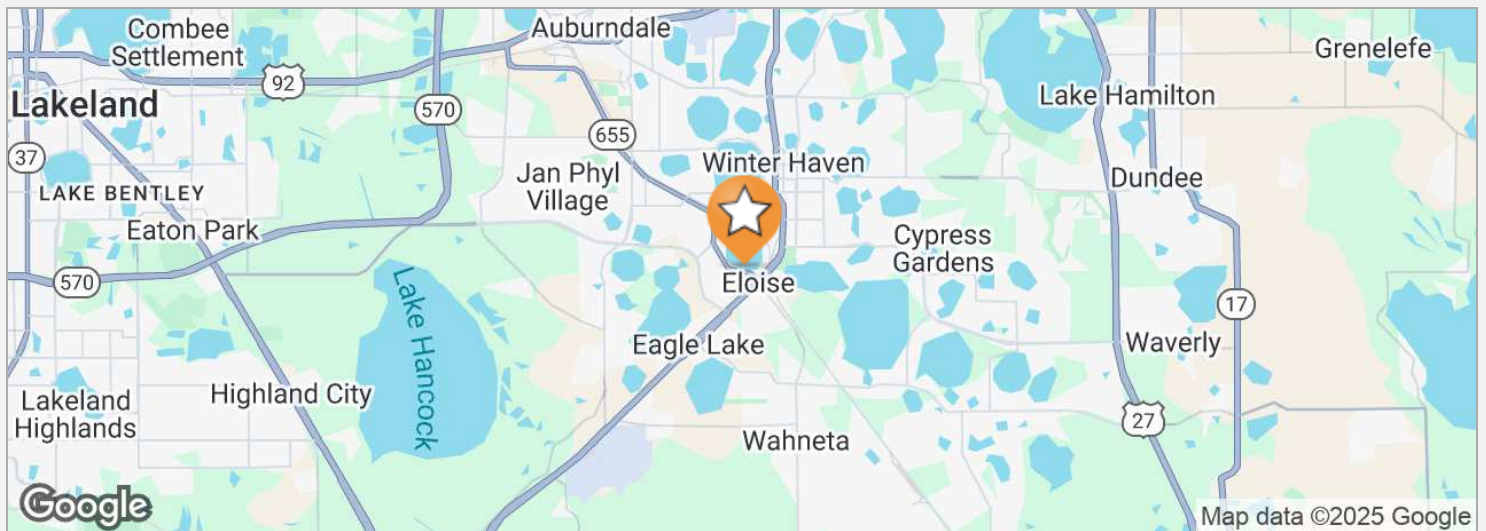 Combee
Settlement
Auburndale
Grenelefe
92
Lakeland
570
Lake Hamilton
655
37
Winter Haven
Jan Phyl
Village
Dundee
LAKE BENTLEY
Eaton Park
Cypress
Gardens
570
Eloise
17
Lake Hancock
Eagle Lake
Waverly
Highland City
Lakeland
Highlands
27
Wahneta
Google
Map data ©2025 Google